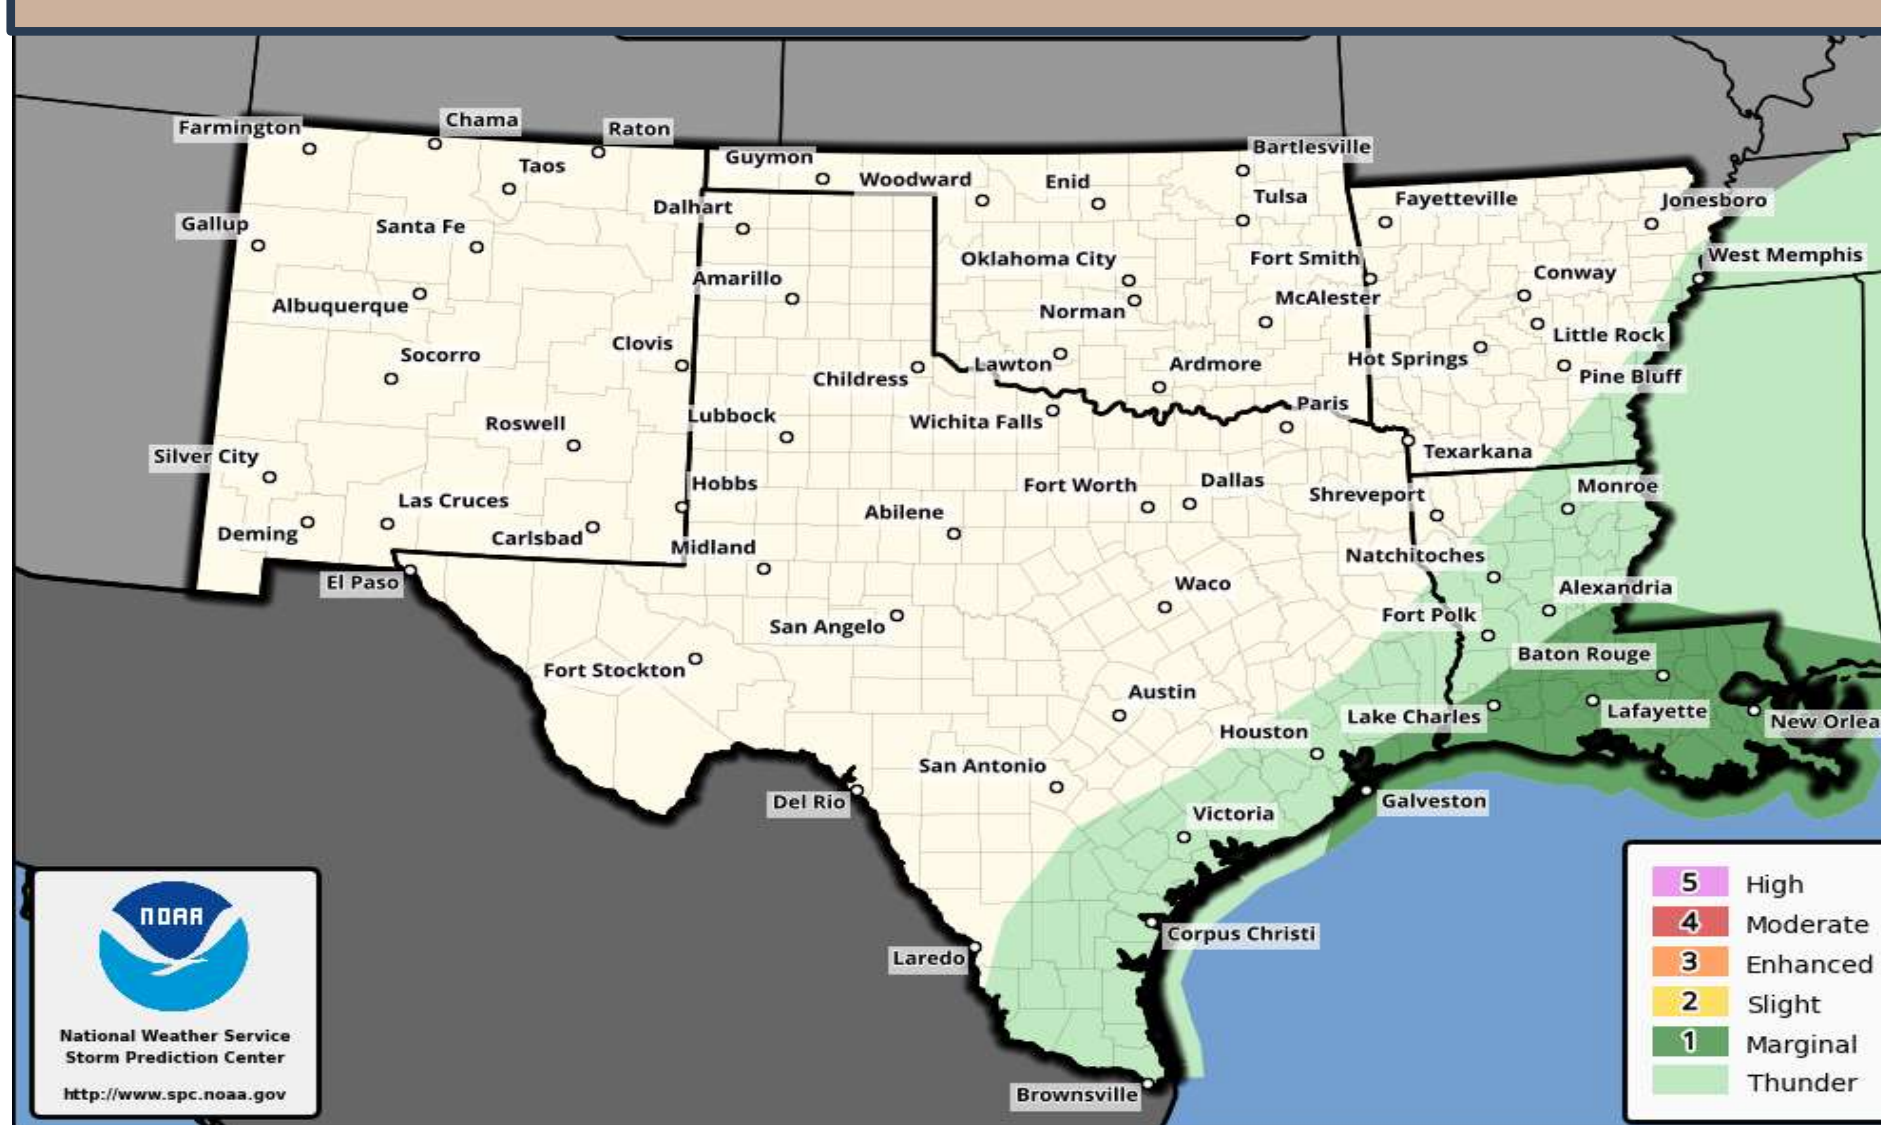 Farmington
Chama
Raton
Taos
Guymon
Woodward
Enid
Bartlesville
Tulsa
Fayetteville
Jonesboro
Dalhart
Gallup
Santa Fe
Oklahoma City
Fort Smith
West Memphis
Amarillo
Conway
Albuquerque
Norman
McAlester
Little Rock
Socorro
Clovis
Childress
Lawton
Ardmore
Hot Springs
Pine Bluff
Roswell
Lubbock
Wichita Falls
Paris
Texarkana
Silver City
Las Cruces
Hobbs
Fort Worth
Dallas
Shreveport
Monroe
Deming
Carlsbad
Midland
Abilene
Natchitoches
El Paso
Waco
Alexandria
San Angelo
Fort Polk
Fort Stockton
Baton Rouge
Austin
Lake Charles
Lafayette
New Orlea
Houston
San Antonio
Del Rio
Victoria
Galveston
Corpus Christi
Laredo
Brownsville
NOAA
National Weather Service
Storm Prediction Center
http://www.spc.noaa.gov
5 High
4 Moderate
3 Enhanced
2 Slight
1 Marginal
Thunder